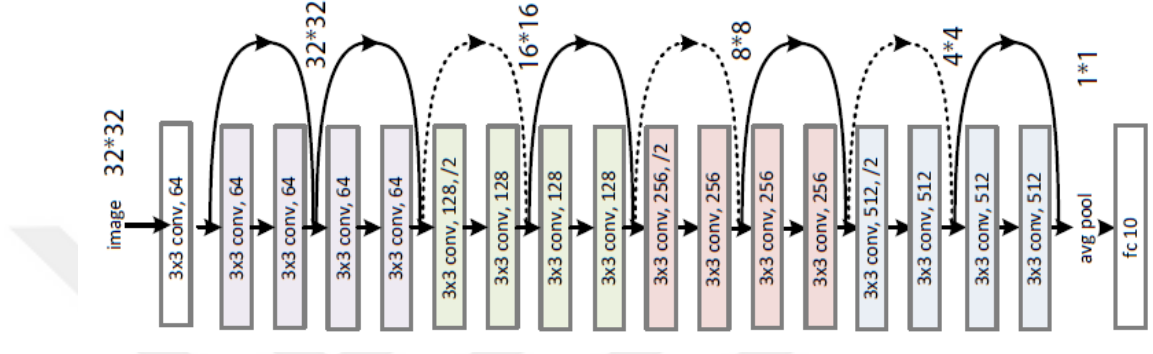 image
32*32
3x3 conv, 64
3x3 conv, 64
3x3 conv, 64
32*32
3x3 conv, 64
3x3 conv, 64
3x3 conv, 128, /2
3x3 conv, 128
16*16
3x3 conv, 128
3x3 conv, 128
3x3 conv, 256, /2
3x3 conv, 256
8*8
3x3 conv, 256
3x3 conv, 256
3x3 conv, 512, /2
3x3 conv, 512
4*4
3x3 conv, 512
3x3 conv, 512
avg pool
1*1
fc10